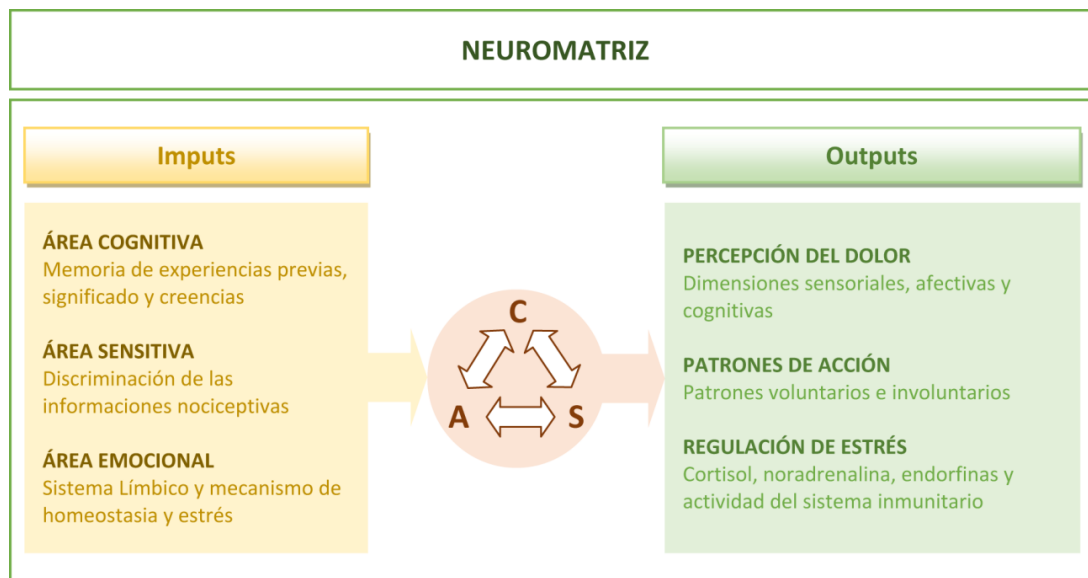 NEUROMATRIZ
Imputs
ÁREA COGNITIVA
Memoria de experiencias previas,
significado y creencias
ÁREA SENSITIVA
Discriminación de las
informaciones nociceptivas
ÁREA EMOCIONAL
Sistema Límbico y mecanismo de
homeostasia y estrés
C
A
S
Outputs
PERCEPCIÓN DEL DOLOR
Dimensiones sensoriales, afectivas y
cognitivas
PATRONES DE ACCIÓN
Patrones voluntarios e involuntarios
REGULACIÓN DE ESTRÉS
Cortisol, noradrenalina, endorfinas y
actividad del sistema inmunitario